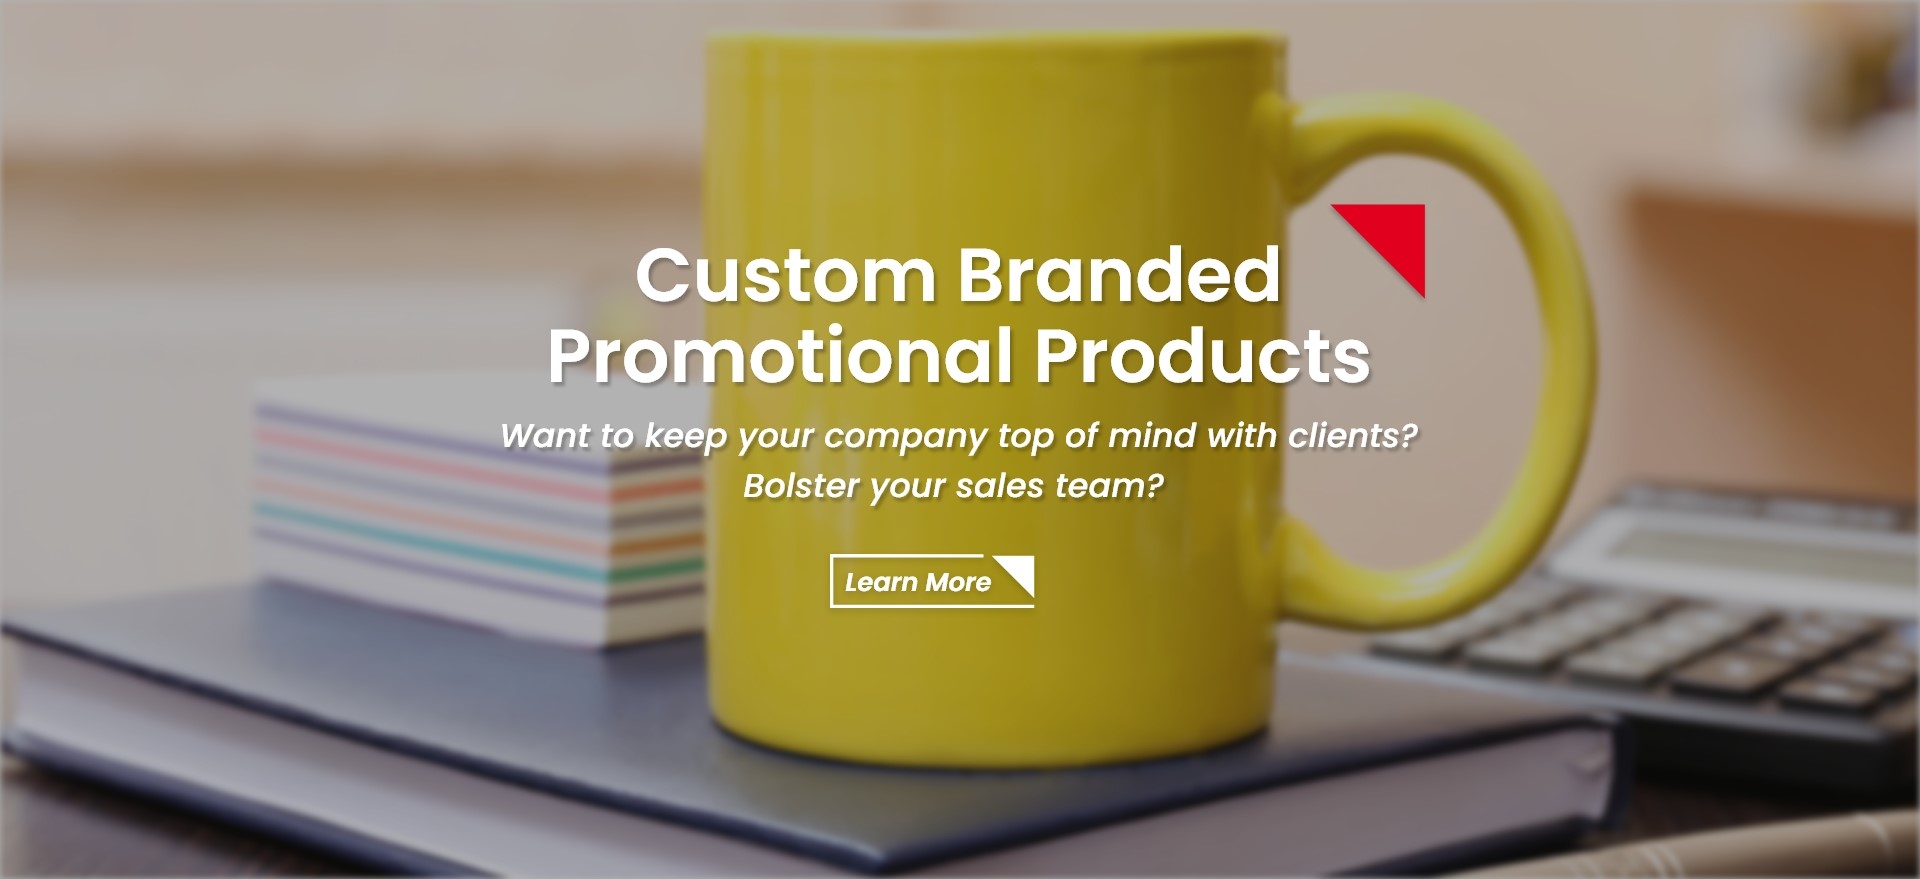 Custom Branded
Promotional Products
Want to keep your company top of mind with clients?
Bolster your sales team?
Learn More